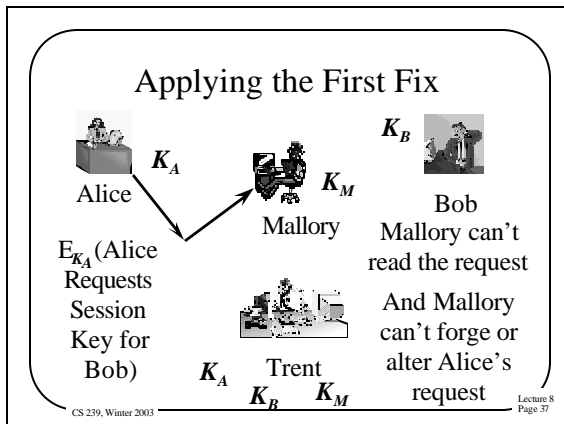 Applying the First Fix
K_A
Alice
K_M
Mallory
K_B
Bob
E_K_A (Alice
Requests
Session
Key for
Bob)
Mallory can't
read the request
And Mallory
can't forge or
alter Alice's
request
Trent
K_A
K_B
K_M
CS 239, Winter 2003
Lecture 8
Page 37